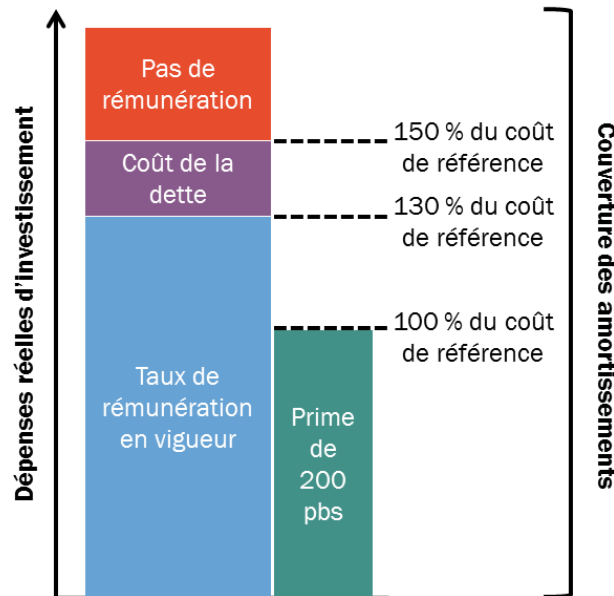 Dépenses réelles d'investissement
Pas de
rémunération
Coût de la
dette
Taux de
rémunération
en vigueur
Prime
de
200
pbs
150 % du coût
de référence
130 % du coût
de référence
100 % du coût
de référence
Couverture des amortissements